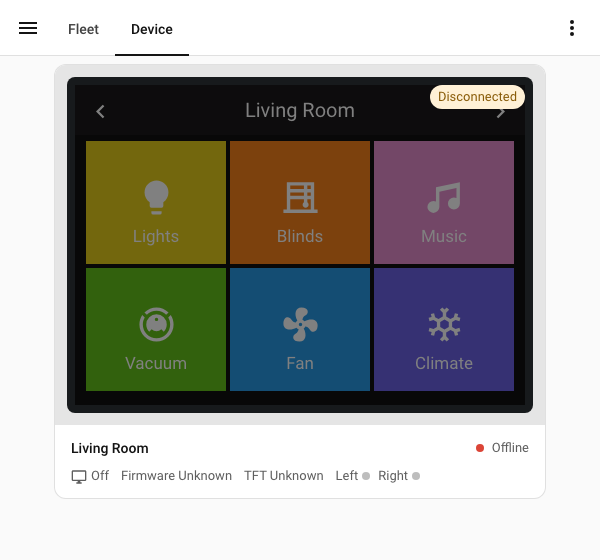 Fleet Device
Disconnected
Living Room
Lights Blinds Music
Vacuum Fan Climate
Living Room Offline
Off Firmware Unknown TFT Unknown Left Right